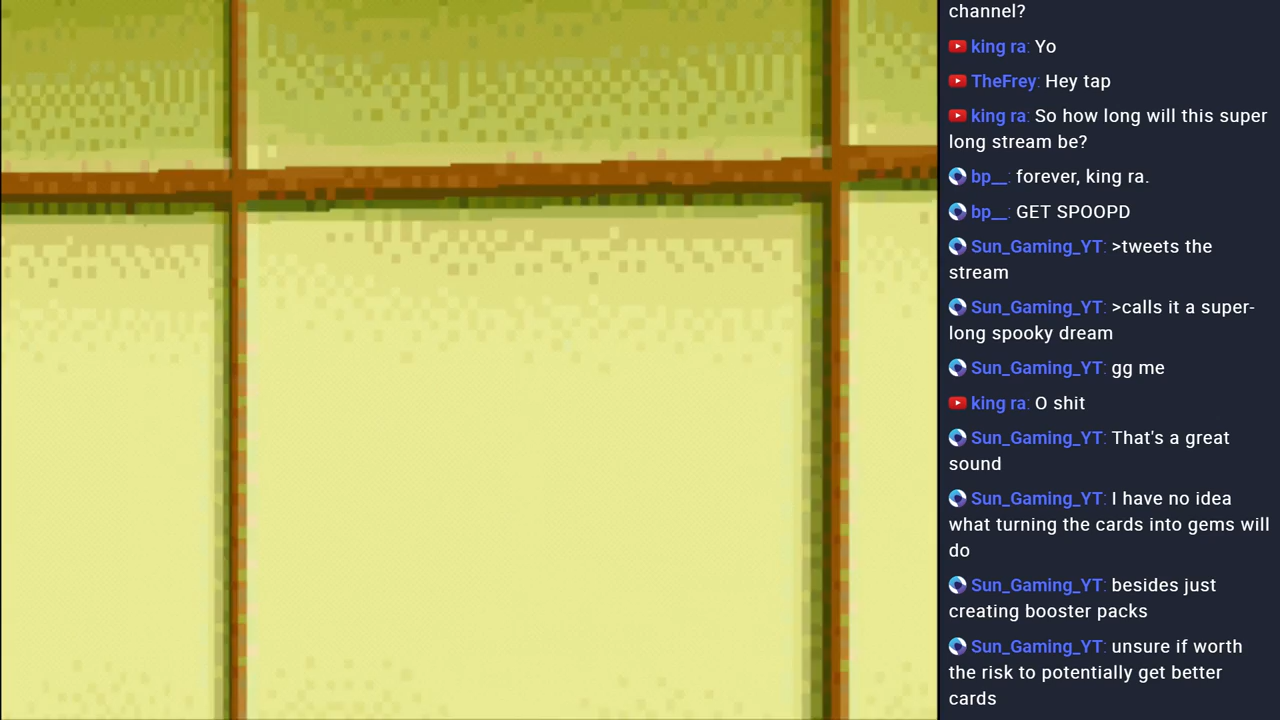 channel?
king ra: Yo
TheFrey: Hey tap
king ra: So how long will this super
long stream be?
bp__: forever, king ra.
bp__: GET SPOOPD
Sun_Gaming_YT: >tweets the
stream
Sun_Gaming_YT: >calls it a super-
long spooky dream
Sun_Gaming_YT: gg me
king ra: O shit
Sun_Gaming_YT: That's a great
sound
Sun_Gaming_YT: I have no idea
what turning the cards into gems will
do
Sun_Gaming_YT: besides just
creating booster packs
Sun_Gaming_YT: unsure if worth
the risk to potentially get better
cards